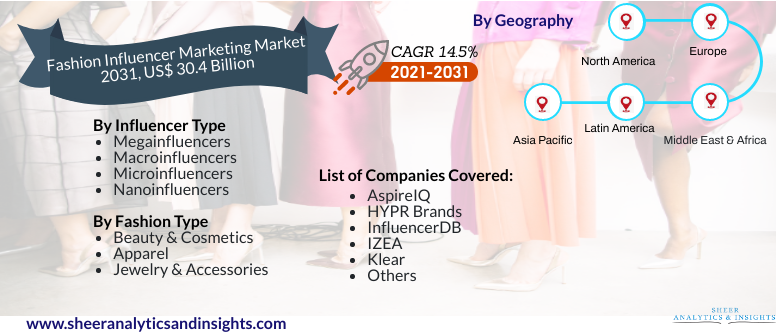 Fashion Influencer Marketing Market
2031, US$ 30.4 Billion
CAGR 14.5%
2021-2031
By Geography
North America
Europe
Asia Pacific
Latin America
Middle East & Africa
By Influencer Type
• Megainfluencers
• Macroinfluencers
• Microinfluencers
• Nanoinfluencers
By Fashion Type
• Beauty & Cosmetics
• Apparel
• Jewelry & Accessories
List of Companies Covered:
• AspireIQ
• HYPR Brands
• InfluencerDB
• IZEA
• Klear
• Others
www.sheeranalyticsandinsights.com
SHEER
ANALYTICS & INSIGHTS